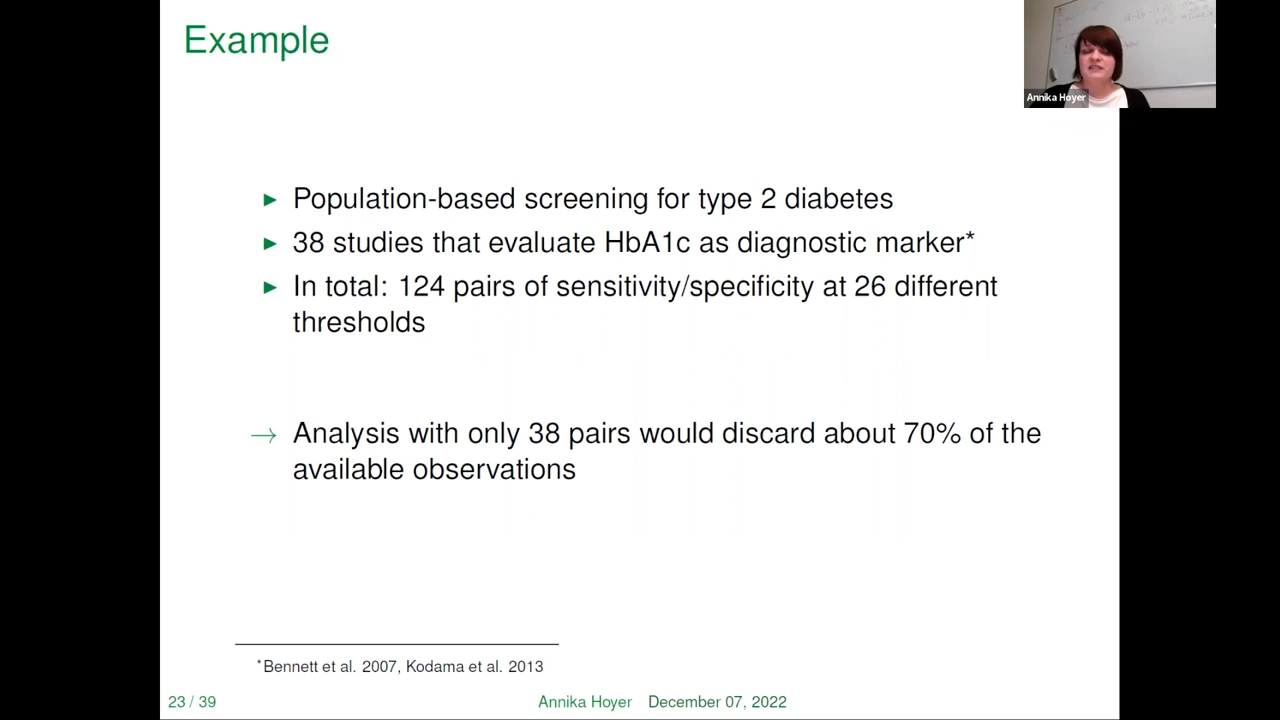 Example
Annika Hoyer
▶ Population-based screening for type 2 diabetes
▶ 38 studies that evaluate HbA1c as diagnostic marker*
▶ In total: 124 pairs of sensitivity/specificity at 26 different
thresholds
→ Analysis with only 38 pairs would discard about 70% of the
available observations
*Bennett et al. 2007, Kodama et al. 2013
23 / 39
Annika Hoyer December 07, 2022